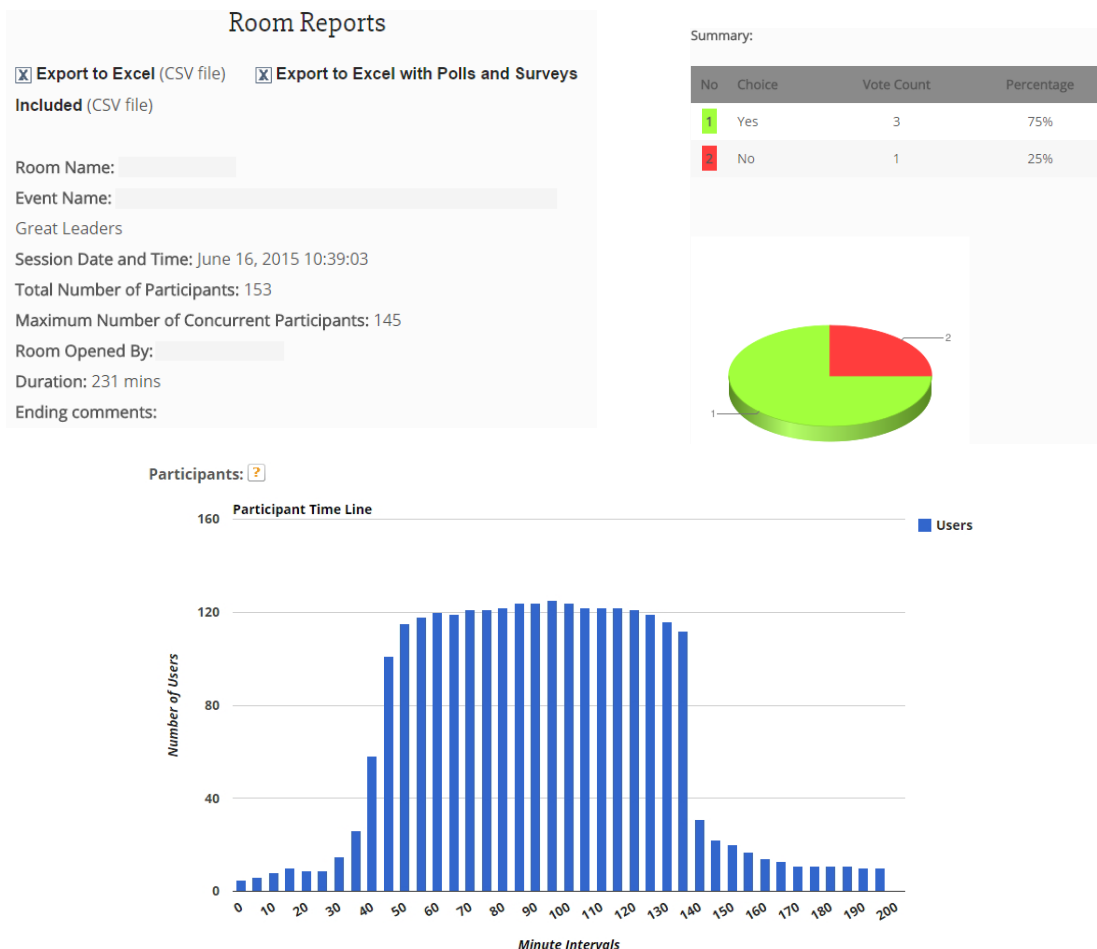 Room Reports
Export to Excel (CSV file) Export to Excel with Polls and Surveys
Included (CSV file)
Room Name:
Event Name:
Great Leaders
Session Date and Time: June 16, 2015 10:39:03
Total Number of Participants: 153
Maximum Number of Concurrent Participants: 145
Room Opened By:
Duration: 231 mins
Ending comments:
Summary:
No Choice Vote Count Percentage
1 Yes 3 75%
2 No 1 25%
2
1
Participants: ?
Participant Time Line
Users
160
120
80
40
0
Number of Users
0 10 20 30 40 50 60 70 80 90 100 110 120 130 140 150 160 170 180 190 200
Minute Intervals